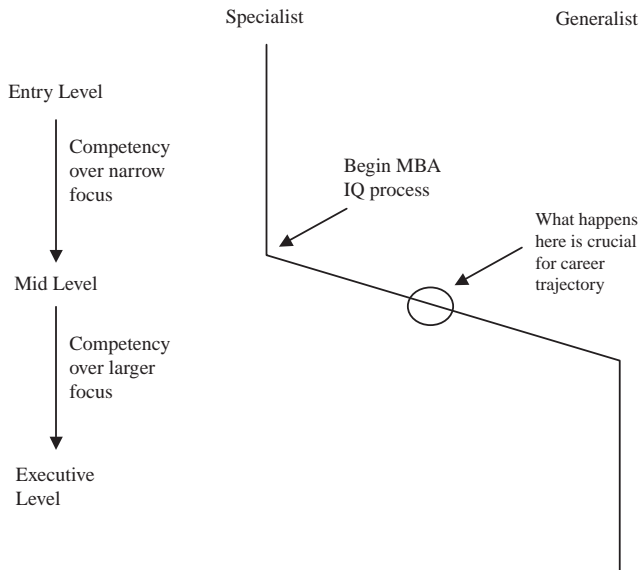 Specialist
Generalist
Entry Level
Competency
over narrow
focus
Begin MBA
IQ process
What happens
here is crucial
for career
trajectory
Mid Level
Competency
over larger
focus
Executive
Level